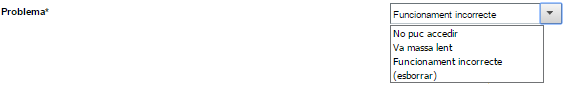 Problema*
Funcionament incorrecte
No puc accedir
Va massa lent
Funcionament incorrecte
(esborrar)